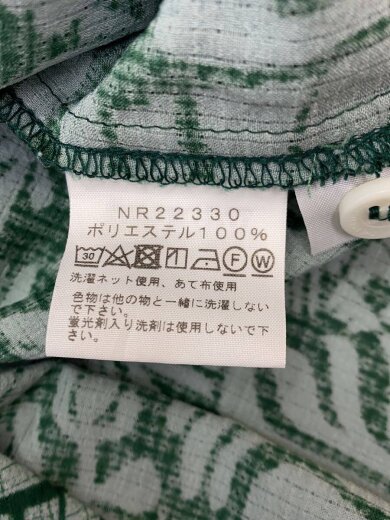 NR22330
ポリエステル100%
30 F W
洗濯ネット使用、あて布使用
色物は他の物と一緒に洗濯しない
で下さい。
蛍光剤入り洗剤は使用しないで
下さい。